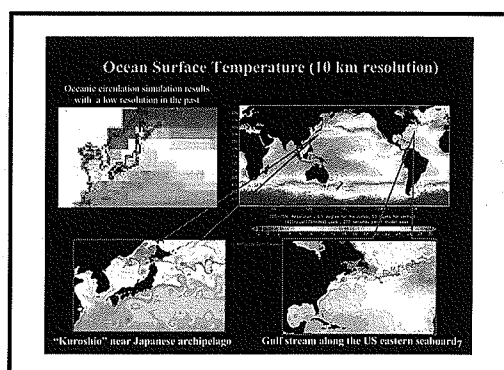 Ocean Surface Temperature (10 km resolution)
Oceanic circulation simulation results
with a low resolution in the past
"Kuroshio" near Japanese archipelago
Gulf stream along the US eastern seaboard7